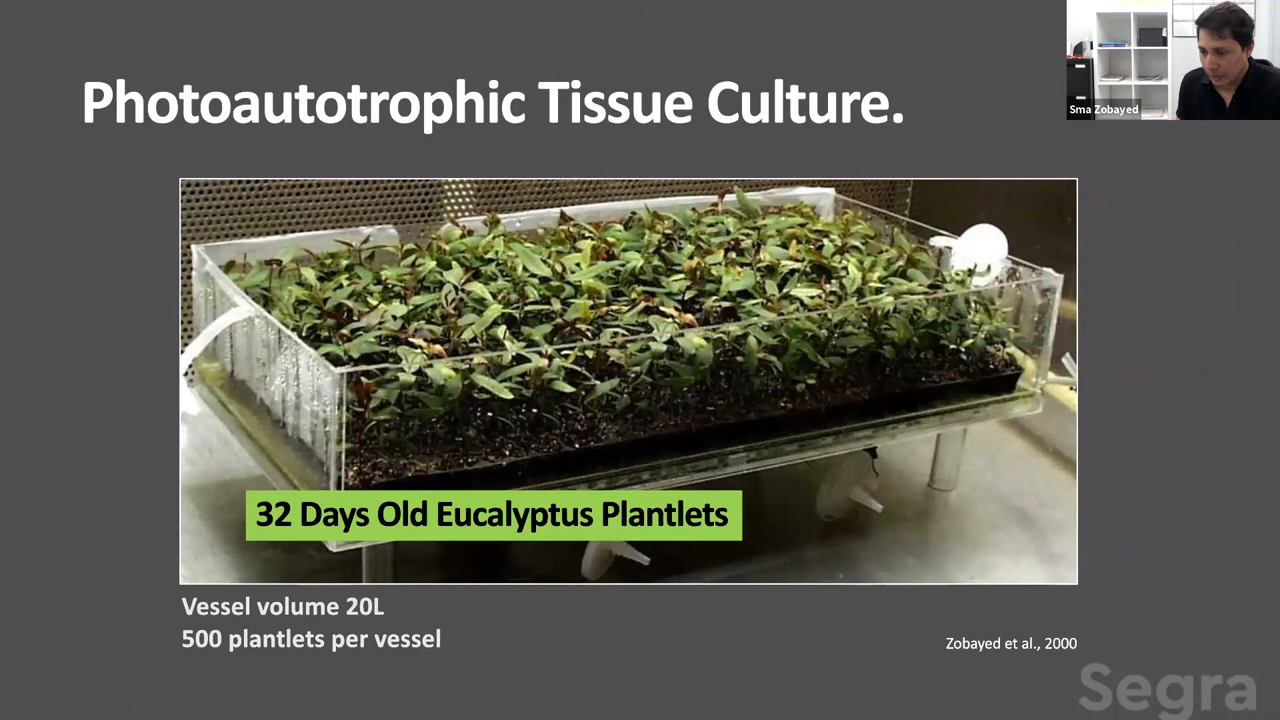 Photoautotrophic Tissue Culture.
Sma Zobayed
32 Days Old Eucalyptus Plantlets
Vessel volume 20L
500 plantlets per vessel
Zobayed et al., 2000
Segra